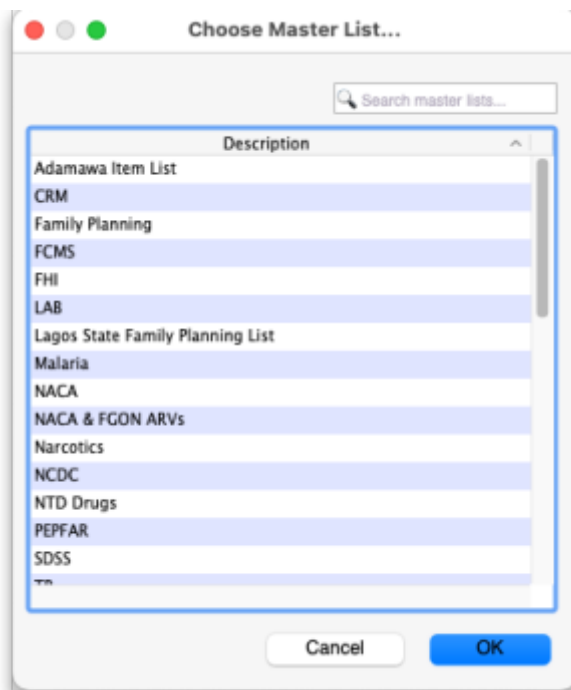 Choose Master List...
Search master lists...
Description
Adamawa Item List
CRM
Family Planning
FCMS
FHI
LAB
Lagos State Family Planning List
Malaria
NACA
NACA & FGON ARVs
Narcotics
NCDC
NTD Drugs
PEPFAR
SDSS
Cancel OK